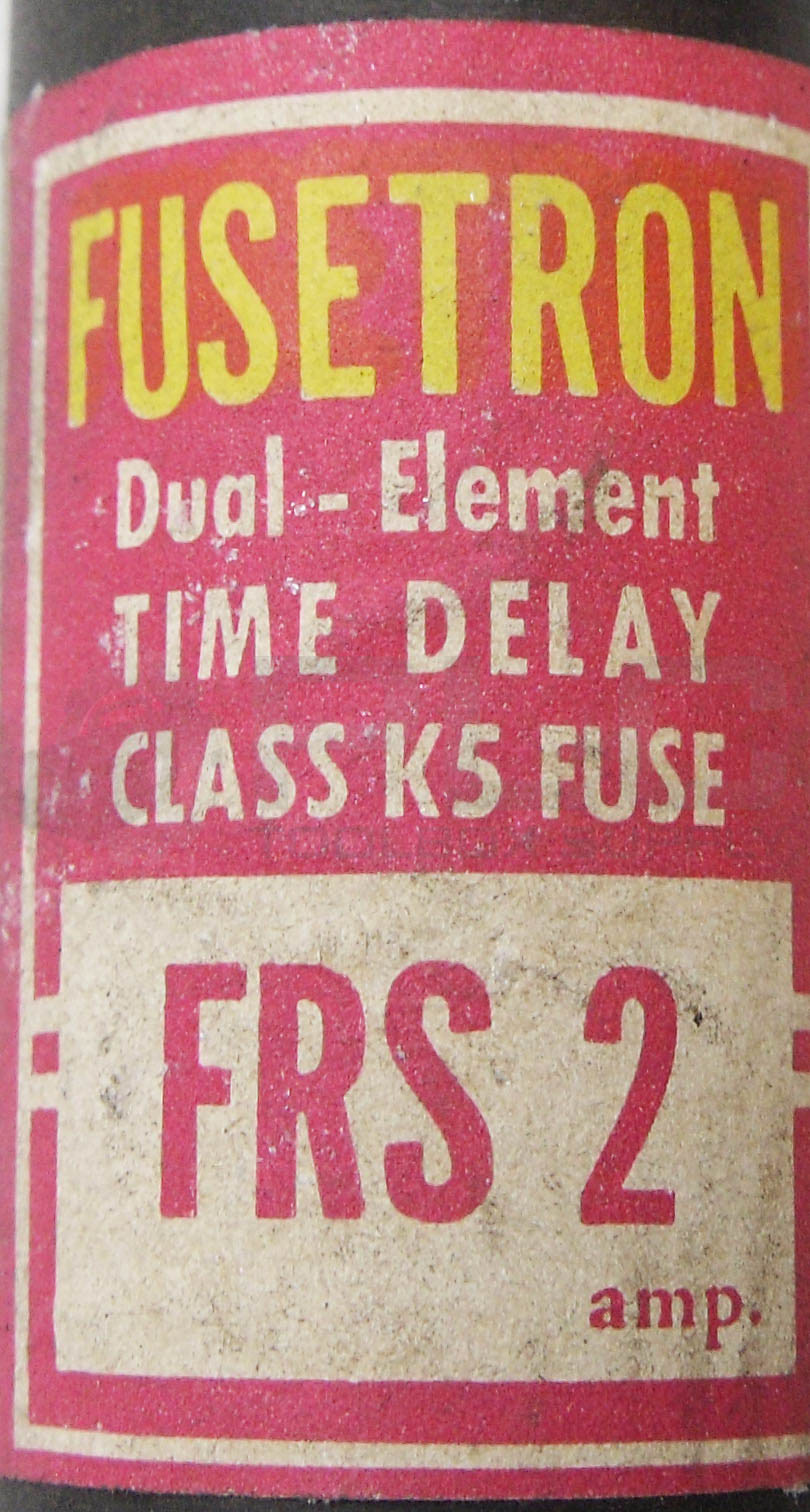 FUSETRON
Dual - Element
TIME DELAY
CLASS K5 FUSE
FRS 2
amp.